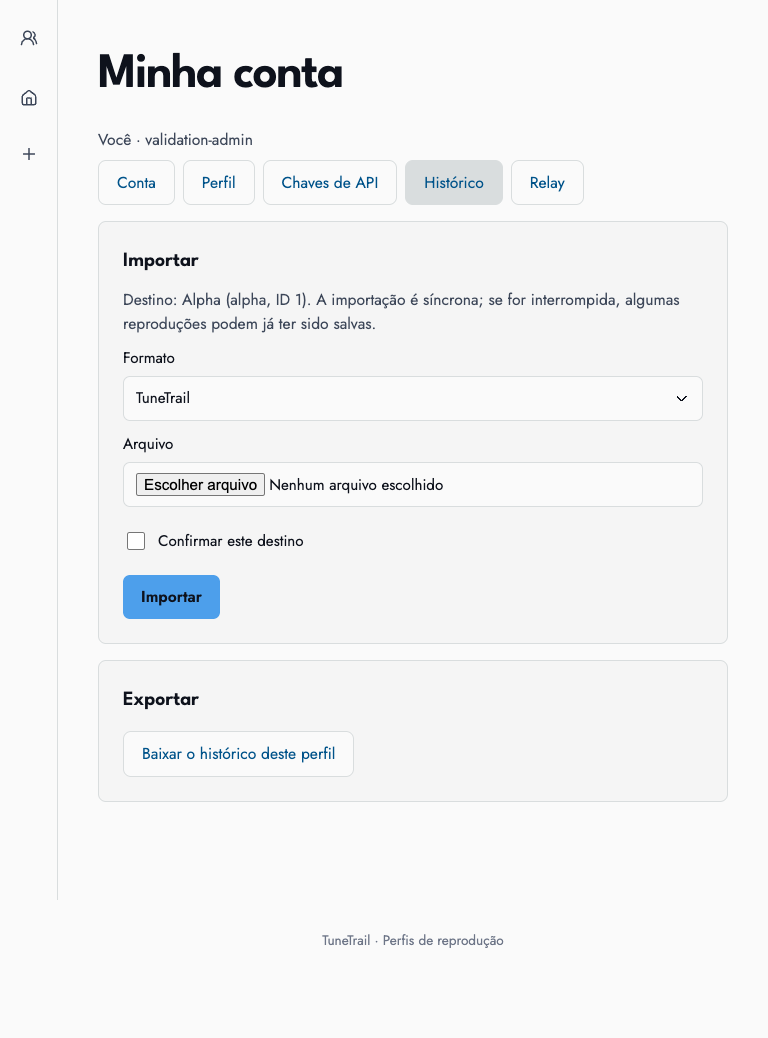 Minha conta
Você · validation-admin
Conta
Perfil
Chaves de API
Histórico
Relay
Importar
Destino: Alpha (alpha, ID 1). A importação é síncrona; se for interrompida, algumas
reproduções podem já ter sido salvas.
Formato
TuneTrail
Arquivo
Escolher arquivo Nenhum arquivo escolhido
Confirmar este destino
Importar
Exportar
Baixar o histórico deste perfil
TuneTrail · Perfis de reprodução